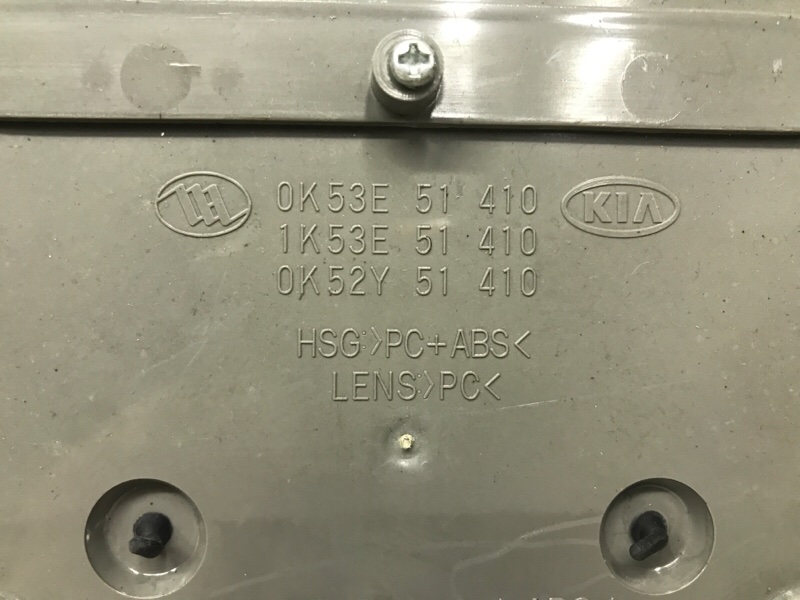 0K53E 51 410 KIA
1K53E 51 410
0K52Y 51 410
HSG:>PC+ABS<
LENS:>PC<